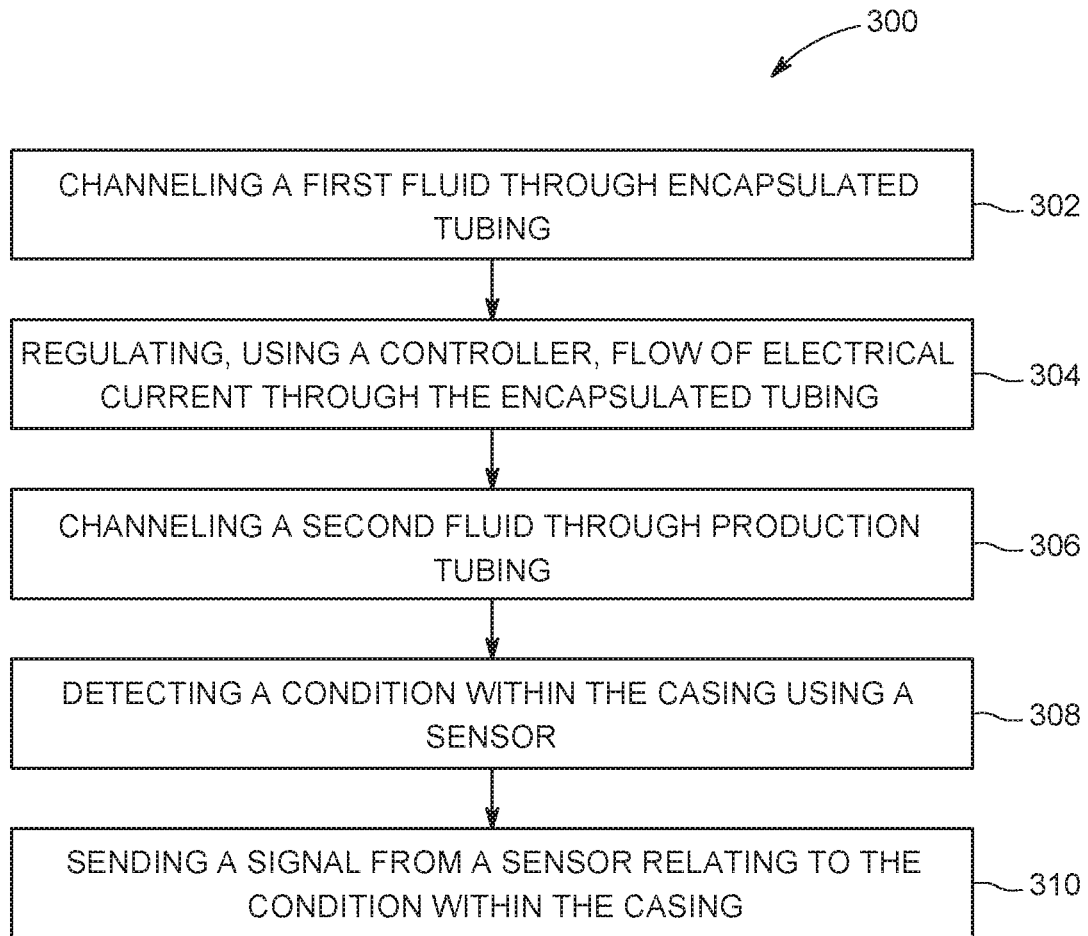 300
CHANNELING A FIRST FLUID THROUGH ENCAPSULATED
TUBING
302
REGULATING, USING A CONTROLLER, FLOW OF ELECTRICAL
CURRENT THROUGH THE ENCAPSULATED TUBING
304
CHANNELING A SECOND FLUID THROUGH PRODUCTION
TUBING
306
DETECTING A CONDITION WITHIN THE CASING USING A
SENSOR
308
SENDING A SIGNAL FROM A SENSOR RELATING TO THE
CONDITION WITHIN THE CASING
310